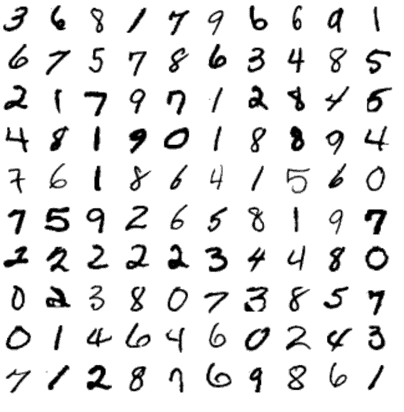 3 6 8 1 7 9 6 6 9 1
6 7 5 7 8 6 3 4 8 5
2 1 7 9 7 1 2 8 4 5
4 8 1 9 0 1 8 8 9 4
7 6 1 8 6 4 1 5 6 0
7 5 9 2 6 5 8 1 9 7
2 2 2 2 2 3 4 4 8 0
0 2 3 8 0 7 3 8 5 7
0 1 4 6 4 6 0 2 4 3
7 1 2 8 7 6 9 8 6 1